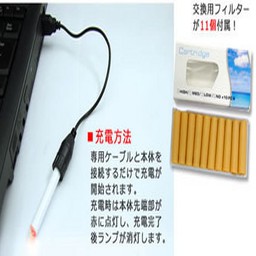 交換用フィルター
が11個付属！
Cartridge
■ 充電方法
専用ケーブルと本体を
接続するだけで充電が
開始されます。
充電時は本体先端部が
赤に点灯し、充電完了
後ランプが消灯します。